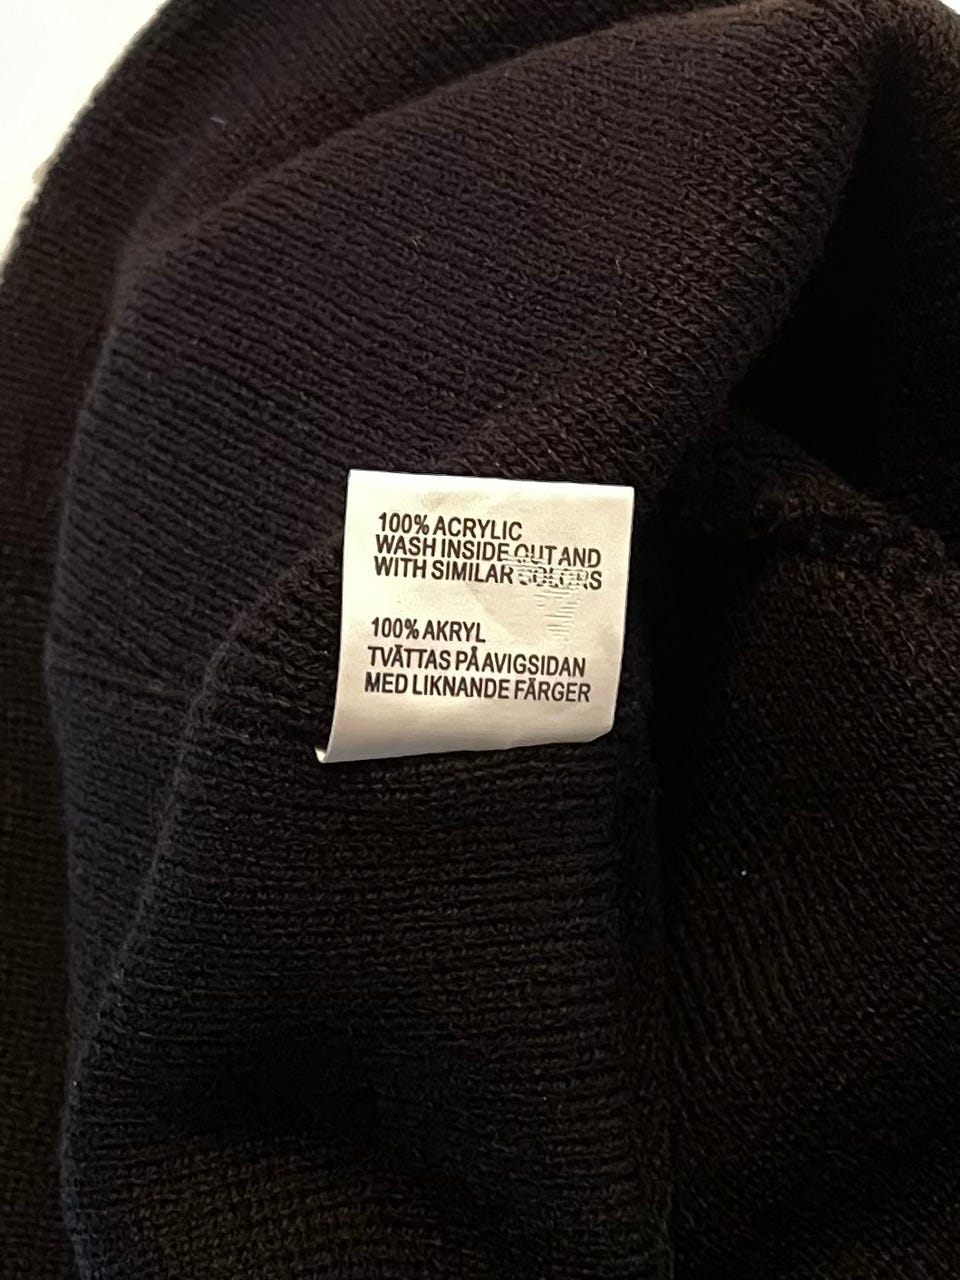 100% ACRYLIC
WASH INSIDE OUT AND
WITH SIMILAR COLORS
100% AKRYL
TVÄTTAS PÅ AVIGSIDAN
MED LIKNANDE FÄRGER